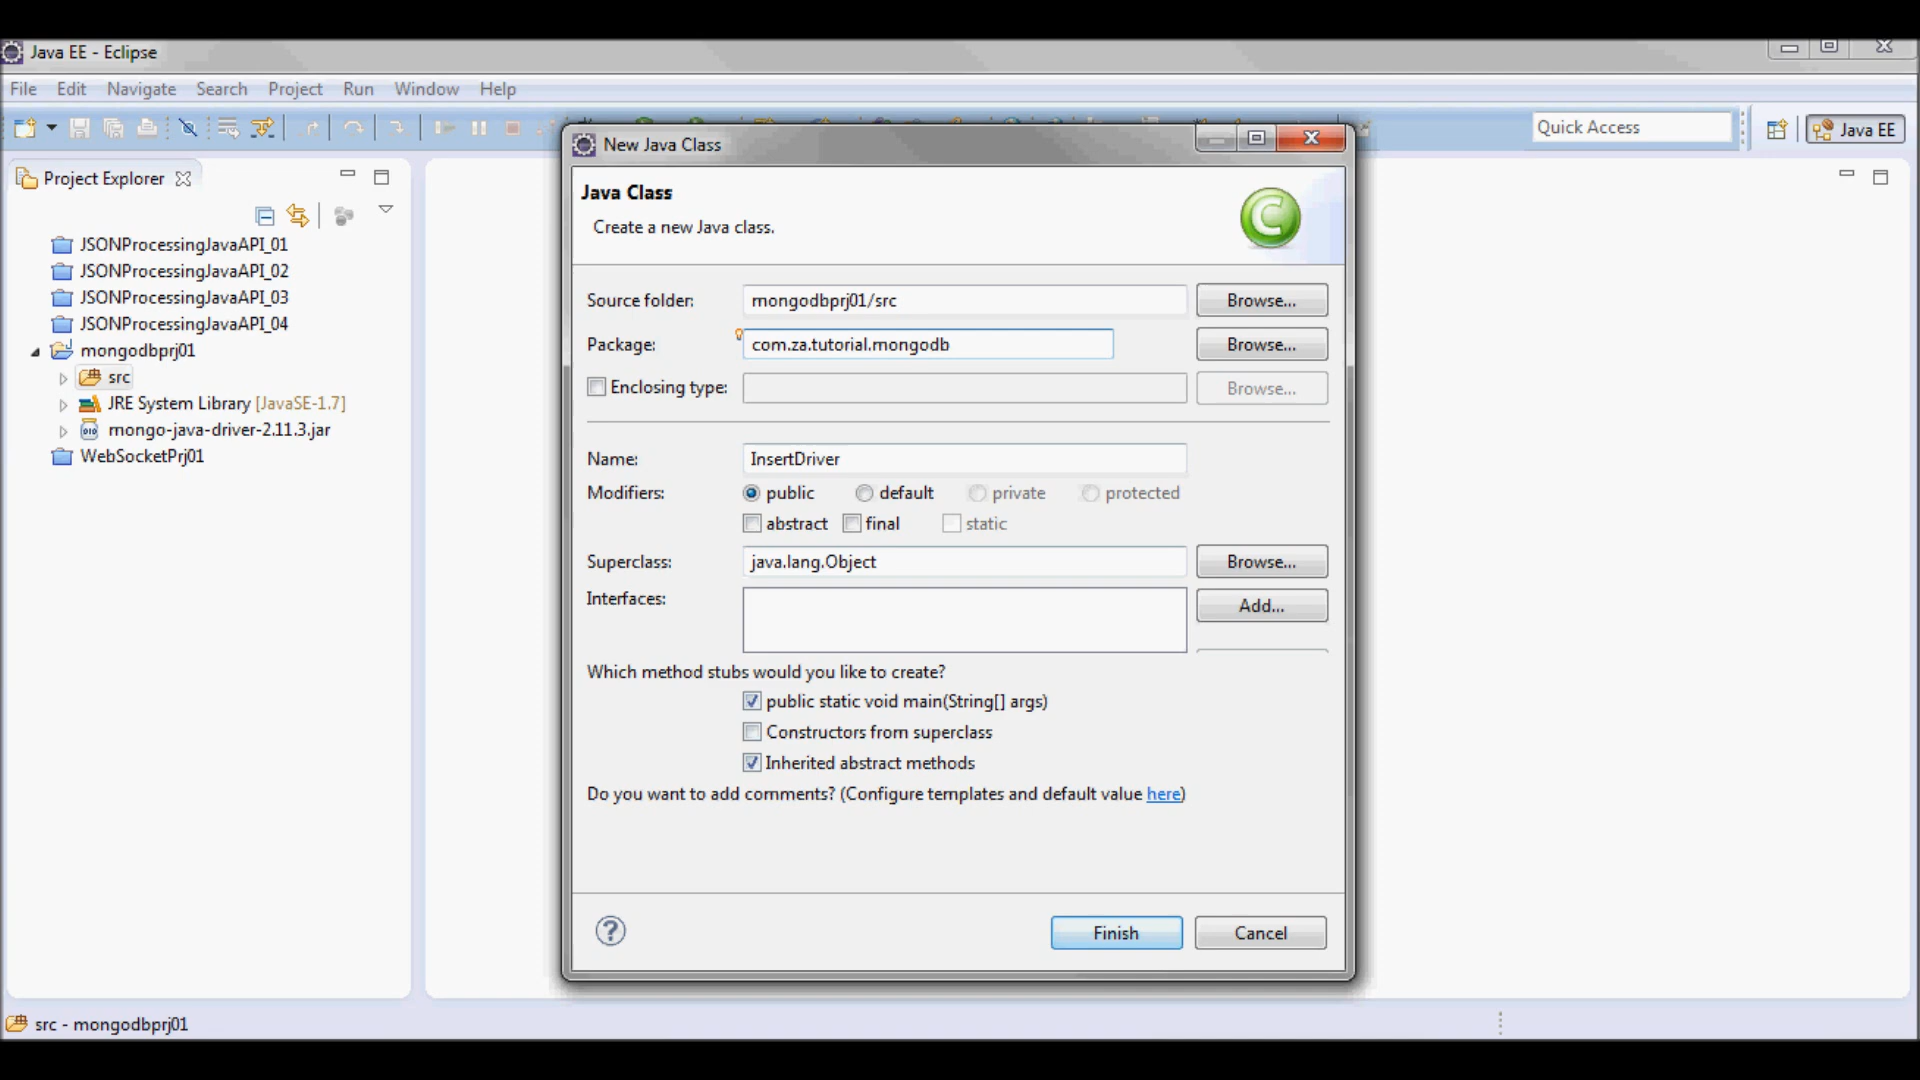 Java EE - Eclipse
File Edit Navigate Search Project Run Window Help
Quick Access
Java EE
Project Explorer
JSONProcessingJavaAPI_01
JSONProcessingJavaAPI_02
JSONProcessingJavaAPI_03
JSONProcessingJavaAPI_04
mongodbprj01
src
JRE System Library [JavaSE-1.7]
mongo-java-driver-2.11.3.jar
WebSocketPrj01
New Java Class
Java Class
Create a new Java class.
Source folder: mongodbprj01/src Browse...
Package: com.za.tutorial.mongodb Browse...
Enclosing type: Browse...
Name: InsertDriver
Modifiers: public default private protected
abstract final static
Superclass: java.lang.Object Browse...
Interfaces: Add...
Which method stubs would you like to create?
public static void main(String[] args)
Constructors from superclass
Inherited abstract methods
Do you want to add comments? (Configure templates and default value here)
Finish Cancel
src - mongodbprj01